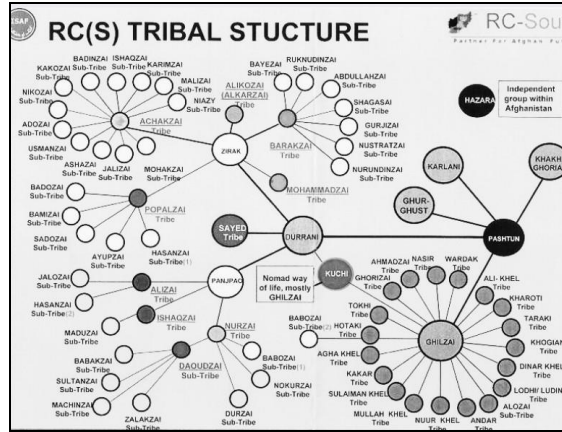 ISAF
RC(S) TRIBAL STUCTURE
RC-Sou
Partner For Afghan
BADINZAI
Sub-Tribe
ISHAQZAI
Sub-Tribe
KARIMZAI
Sub-Tribe
KAKOZAI
Sub-Tribe
MALIZAI
Sub-Tribe
NIKOZAI
Sub-Tribe
NIAZY
Sub-Tribe
ADOZAI
Sub-Tribe
ACHAKZAI
Tribe
USMANZAI
Sub-Tribe
ASHAZAI
Sub-Tribe
JALIZAI
Sub-Tribe
MOHAKZAI
Sub-Tribe
ALIKOZAI
(ALKARZAI)
Tribe
BAYEZAI
Sub-Tribe
RUKNUDINZAI
Sub-Tribe
ABDULLAHZAI
Sub-Tribe
SHAGASAI
Sub-Tribe
GURJIZAI
Sub-Tribe
NUSTRATZAI
Sub-Tribe
NURUNDINZAI
Sub-Tribe
BARAKZAI
Tribe
ZIRAK
MOHAMMADZAI
Tribe
HAZARA
Independent
group within
Afghanistan
KARLANI
KHAKH
GHORIA
GHUR-
GHUST
PASHTUN
BADOZAI
Sub-Tribe
BAMIZAI
Sub-Tribe
SADOZAI
Sub-Tribe
AYUPZAI
Sub-Tribe
HASANZAI
Sub-Tribe(1)
POPALZAI
Tribe
SAYED
Tribe
DURRANI
KUCHI
Nomad way
of life, mostly
GHILZAI
JALOZAI
Sub-Tribe
HASANZAI
Sub-Tribe(2)
MADUZAI
Sub-Tribe
ALIZAI
Tribe
ISHAQZAI
Tribe
PANJPAO
NURZAI
Tribe
BABAKZAI
Sub-Tribe
SULTANZAI
Sub-Tribe
MACHINZAI
Sub-Tribe
ZALAKZAI
Sub-Tribe
DAOUDZAI
Sub-Tribe
DURZAI
Sub-Tribe
BABOZAI
Sub-Tribe(1)
NOKURZAI
Sub-Tribe
BABOZAI
Sub-Tribe(2)
GHILZAI
GHORIZAI
Tribe
AHMADZAI
Tribe
NASIR
Tribe
WARDAK
Tribe
ALI- KHEL
Tribe
KHAROTI
Tribe
TARAKI
Tribe
KHOGIAN
Tribe
DINAR KHEL
Tribe
LODHI/ LUDIN
Tribe
ALOZAI
Sub-Tribe
ANDAR
Tribe
NUUR KHEL
Tribe
MULLAH KHEL
Tribe
SULAIMAN KHEL
Tribe
KAKAR
Tribe
AGHA KHEL
Tribe
HOTAKI
Tribe
TOKHI
Tribe